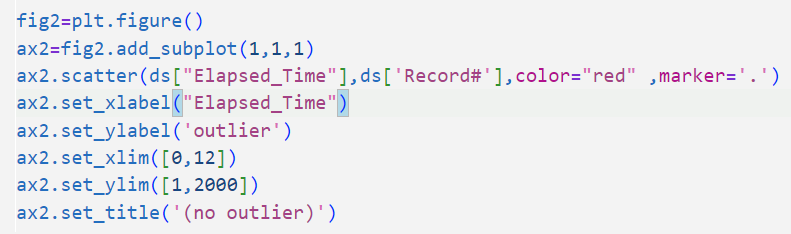 fig2=plt.figure()
ax2=fig2.add_subplot(1,1,1)
ax2.scatter(ds["Elapsed_Time"],ds['Record#'],color="red" ,marker='.')
ax2.set_xlabel("Elapsed_Time")
ax2.set_ylabel('outlier')
ax2.set_xlim([0,12])
ax2.set_ylim([1,2000])
ax2.set_title('(no outlier)')